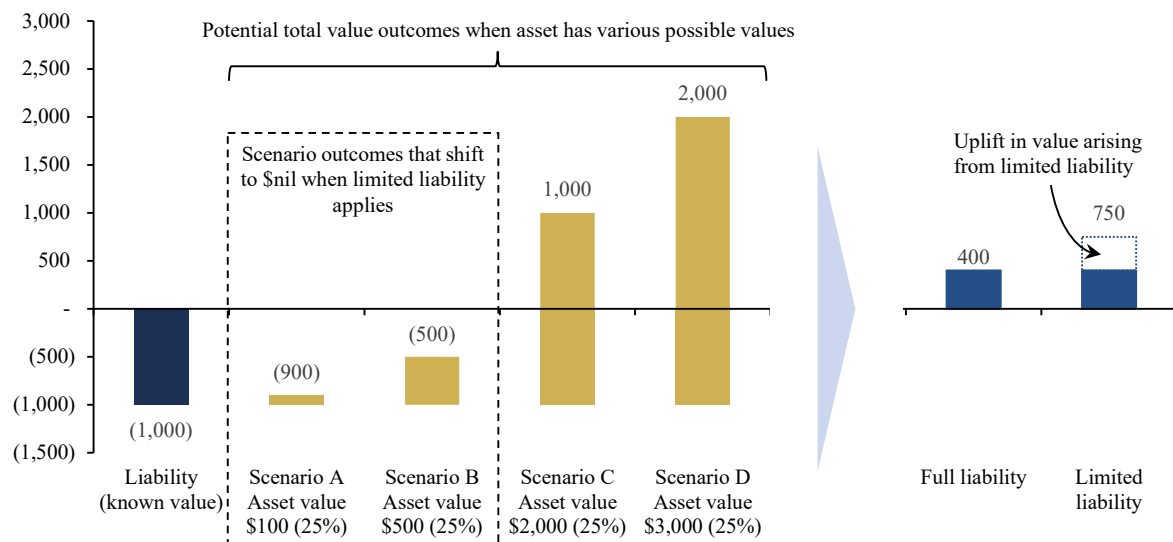 3,000
2,500
2,000
1,500
1,000
500
-
(500)
(1,000)
(1,500)
Potential total value outcomes when asset has various possible values
Scenario outcomes that shift
to $nil when limited liability
applies
(1,000)
(900)
(500)
1,000
2,000
Liability
(known value)
Scenario A
Asset value
$100 (25%)
Scenario B
Asset value
$500 (25%)
Scenario C
Asset value
$2,000 (25%)
Scenario D
Asset value
$3,000 (25%)
Uplift in value arising
from limited liability
400
750
Full liability
Limited
liability